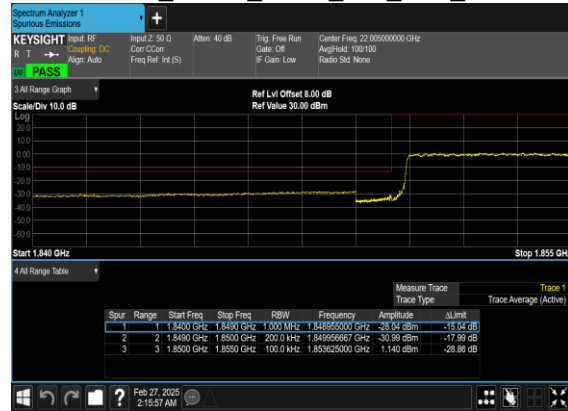 Spectrum Analyzer 1
Spurious Emissions
KEYSIGHT Input: RF Input Z: 50 Ω Atten: 40 dB Trig: Free Run Center Freq: 22.005000000 GHz
R T Coupling: DC Corr CCorr Gate: Off Avg|Hold: 100/100
Align: Auto Freq Ref: Int (S) IF Gain: Low Radio Std: None
LW PASS
3 All Range Graph
Ref Lvl Offset 8.00 dB
Scale/Div 10.0 dB Ref Value 30.00 dBm
Log
20.0
10.0
0.00
-10.0
-20.0
-30.0
-40.0
-50.0
-60.0
Start 1.840 GHz Stop 1.855 GHz
4 All Range Table
Measure Trace Trace 1
Trace Type Trace Average (Active)
Spur Range Start Freq Stop Freq RBW Frequency Amplitude ΔLimit
1 1 1.8400 GHz 1.8490 GHz 1.000 MHz 1.848955000 GHz -28.04 dBm -15.04 dB
2 2 1.8490 GHz 1.8500 GHz 200.0 kHz 1.849956667 GHz -30.99 dBm -17.99 dB
3 3 1.8500 GHz 1.8550 GHz 100.0 kHz 1.853625000 GHz 1.140 dBm -28.86 dB
? Feb 27, 2025
2:15:57 AM